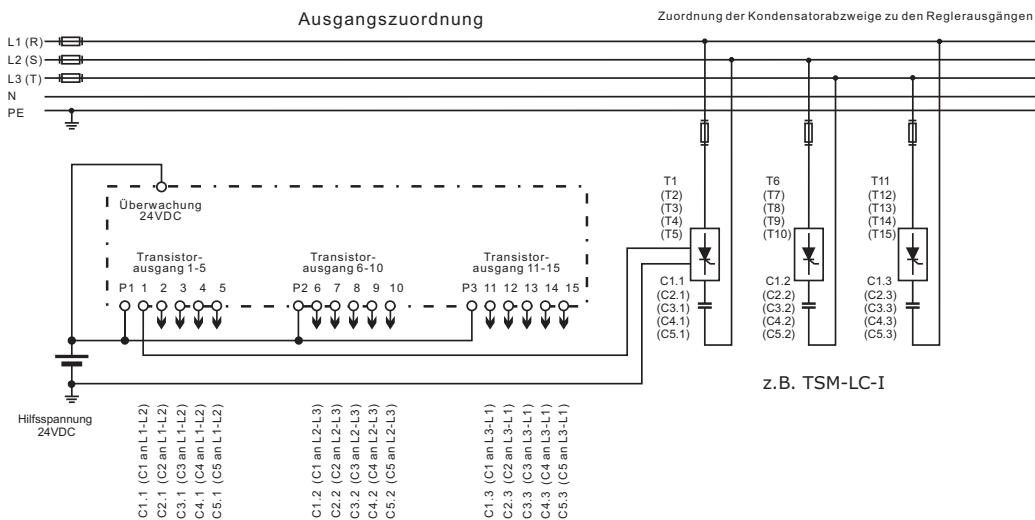 Ausgangszuordnung
Zuordnung der Kondensatorabzweige zu den Reglerausgängen
L1 (R)
L2 (S)
L3 (T)
N
PE
Überwachung
24VDC
Transistor-
ausgang 1-5
Transistor-
ausgang 6-10
Transistor-
ausgang 11-15
P1 1 2 3 4 5
P2 6 7 8 9 10
P3 11 12 13 14 15
T1
(T2)
(T3)
(T4)
(T5)
T6
(T7)
(T8)
(T9)
(T10)
T11
(T12)
(T13)
(T14)
(T15)
C1.1
(C2.1)
(C3.1)
(C4.1)
(C5.1)
C1.2
(C2.2)
(C3.2)
(C4.2)
(C5.2)
C1.3
(C2.3)
(C3.3)
(C4.3)
(C5.3)
z.B. TSM-LC-I
Hilfsspannung
24VDC
C1.1 (C1 an L1-L2)
C2.1 (C2 an L1-L2)
C3.1 (C3 an L1-L2)
C4.1 (C4 an L1-L2)
C5.1 (C5 an L1-L2)
C1.2 (C1 an L2-L3)
C2.2 (C2 an L2-L3)
C3.2 (C3 an L2-L3)
C4.2 (C4 an L2-L3)
C5.2 (C5 an L2-L3)
C1.3 (C1 an L3-L1)
C2.3 (C2 an L3-L1)
C3.3 (C3 an L3-L1)
C4.3 (C4 an L3-L1)
C5.3 (C5 an L3-L1)